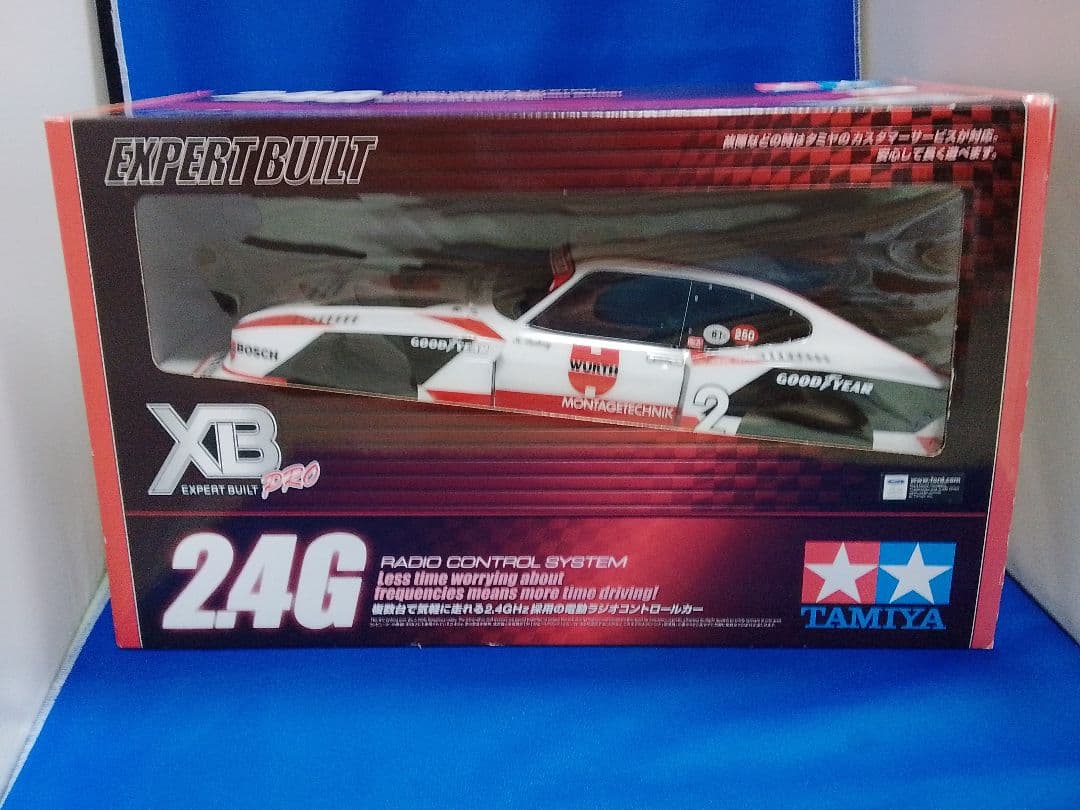 EXPERT BUILT
故障などの時はタミヤのカスタマーサービスが対応。
安心して長く遊べます。
BOSCH
GOODYEAR
WÜRTH
MONTAGETECHNIK
2
250
GOODYEAR
XB
EXPERT BUILT PRO
www.ford.com
2.4G
RADIO CONTROL SYSTEM
Less time worrying about
frequencies means more time driving!
複数台で気軽に走れる2.4GHz採用の電動ラジオコントロールカー
TAMIYA